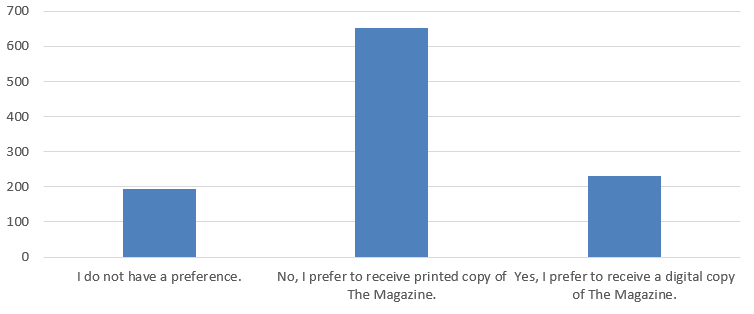 700
600
500
400
300
200
100
0
I do not have a preference.
No, I prefer to receive printed copy of
The Magazine.
Yes, I prefer to receive a digital copy
of The Magazine.